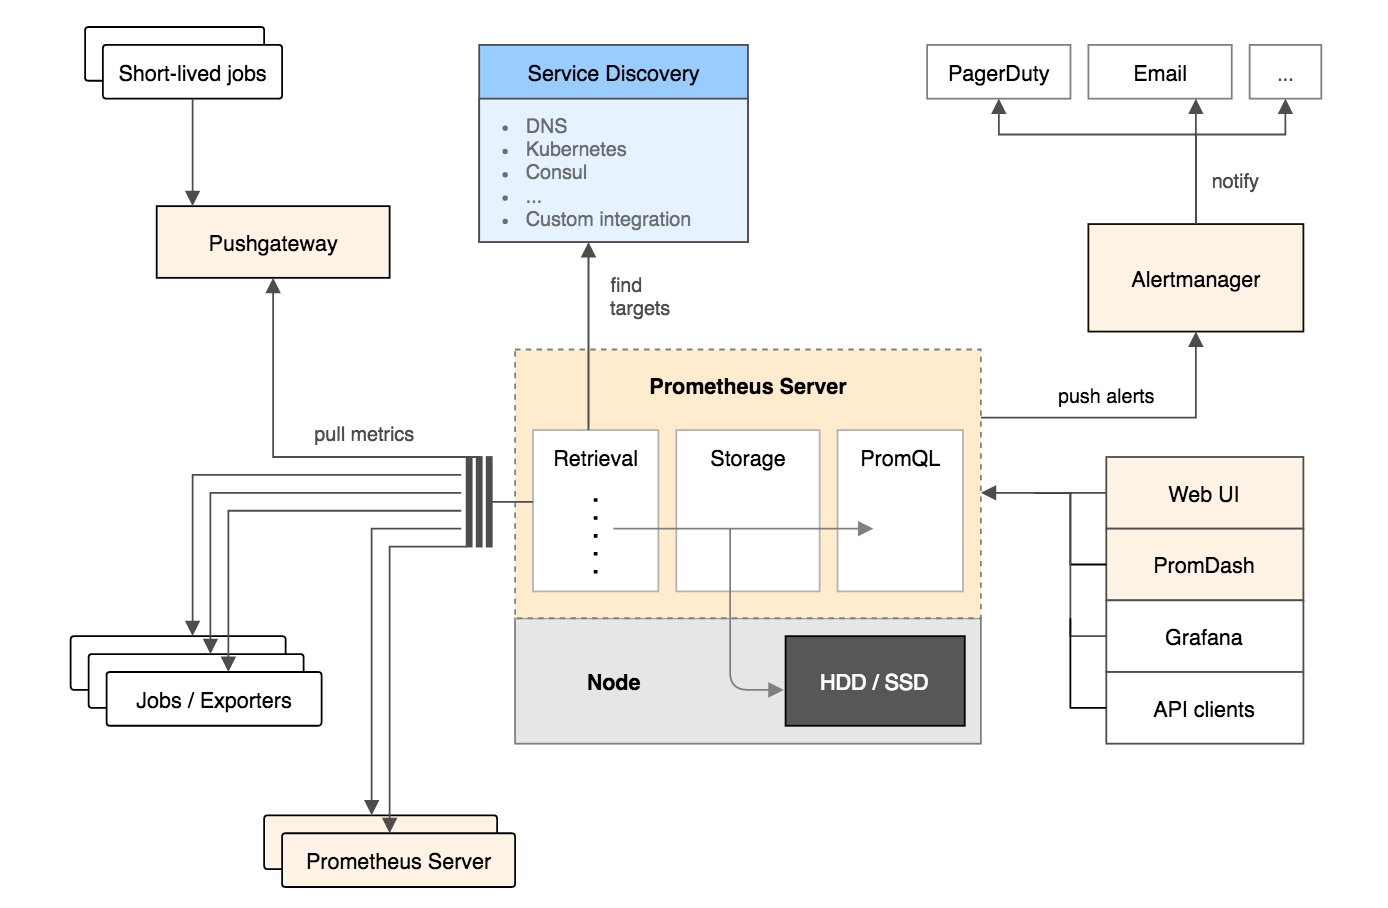 Short-lived jobs
Service Discovery
PagerDuty
Email
...
• DNS
• Kubernetes
• Consul
• ...
• Custom integration
notify
Pushgateway
Alertmanager
find
targets
Prometheus Server
push alerts
pull metrics
Retrieval
Storage
PromQL
Web UI
PromDash
Grafana
API clients
Node
HDD / SSD
Jobs / Exporters
Prometheus Server